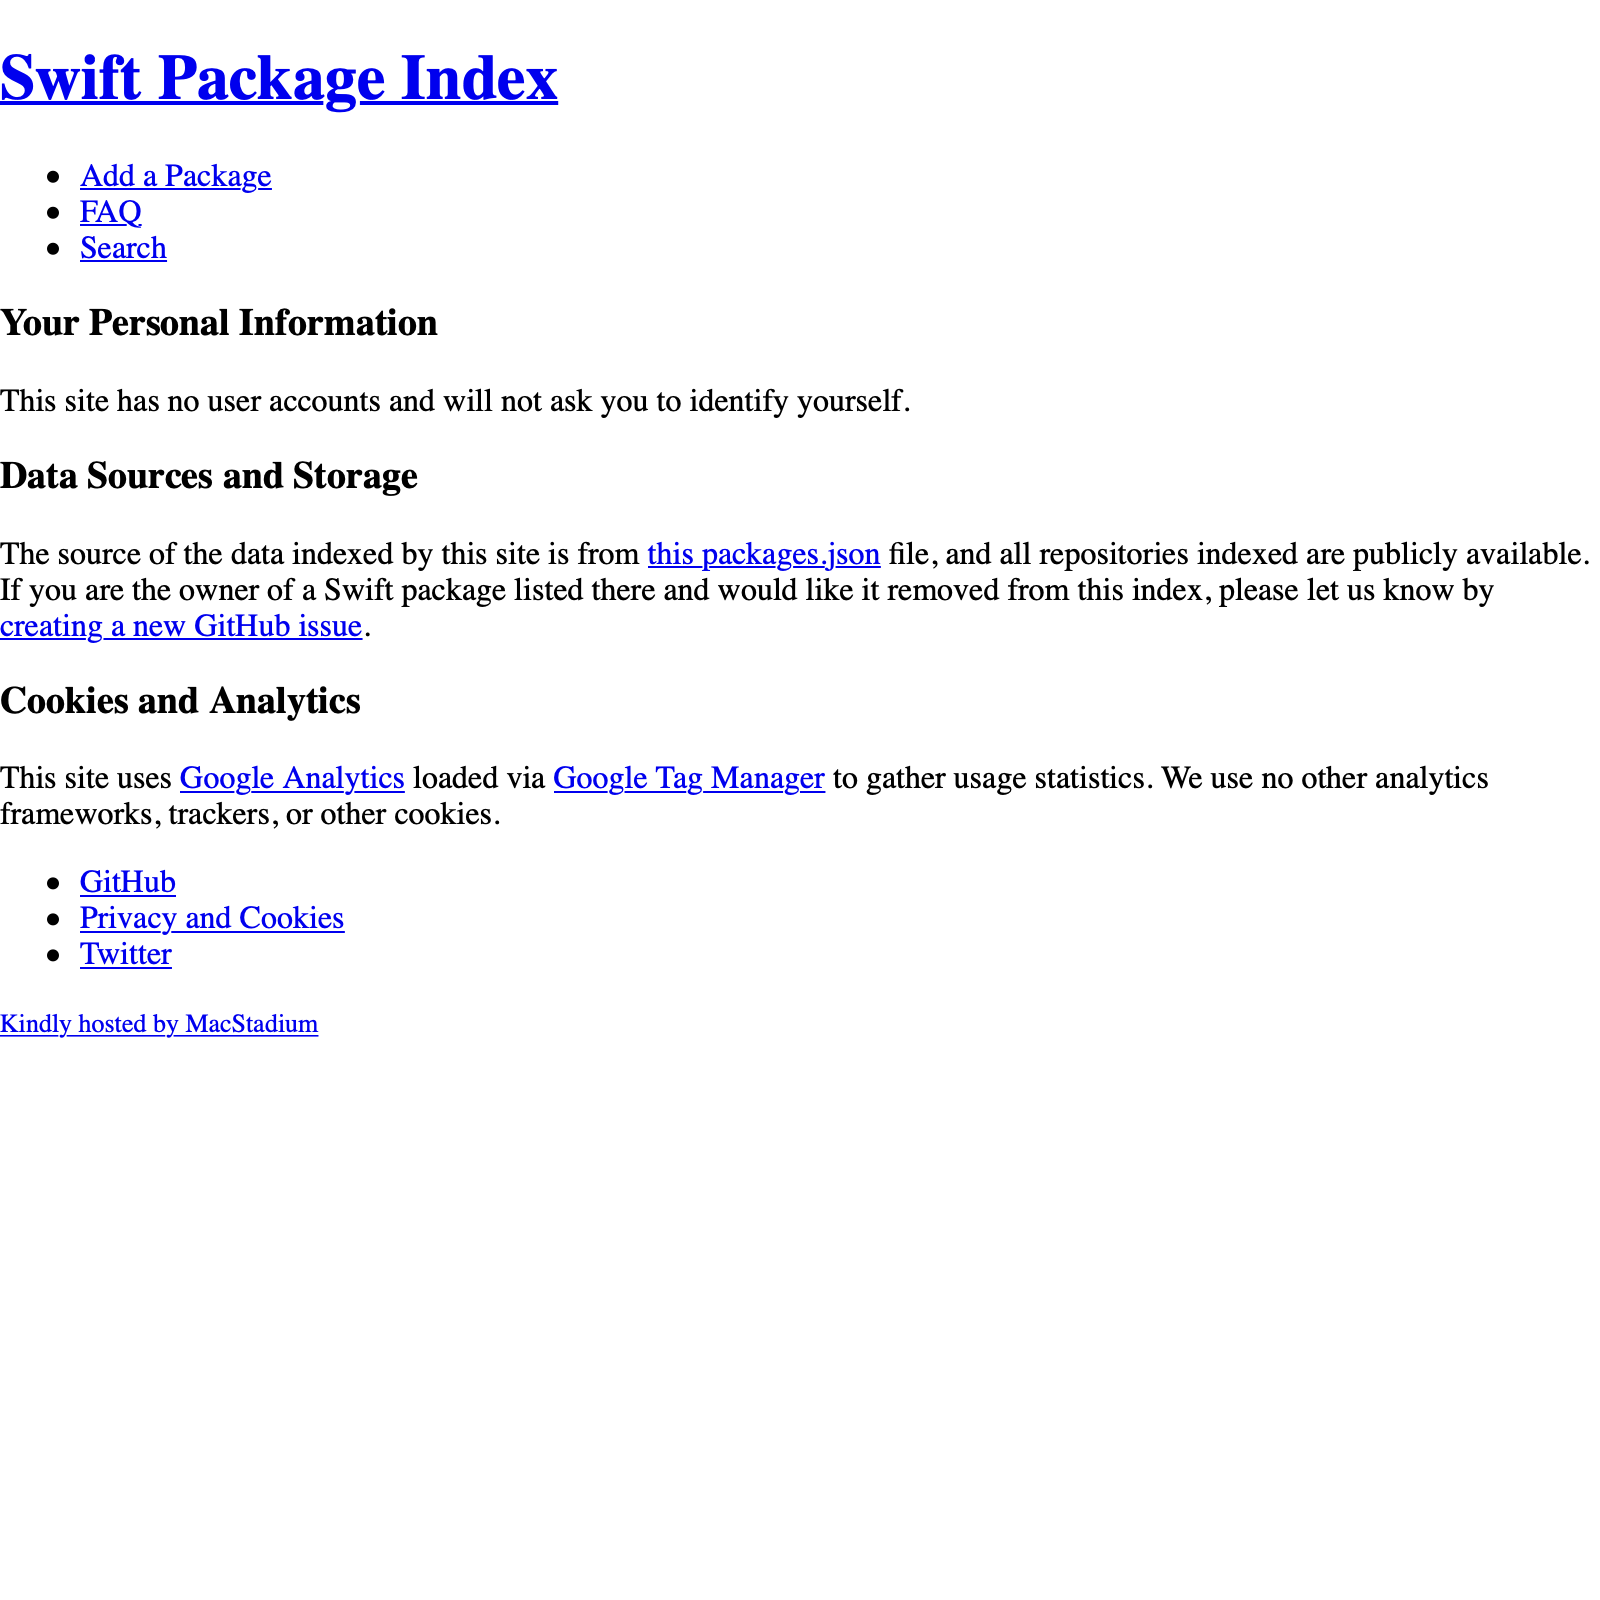 Swift Package Index
Add a Package
FAQ
Search
Your Personal Information
This site has no user accounts and will not ask you to identify yourself.
Data Sources and Storage
The source of the data indexed by this site is from this packages.json file, and all repositories indexed are publicly available.
If you are the owner of a Swift package listed there and would like it removed from this index, please let us know by
creating a new GitHub issue.
Cookies and Analytics
This site uses Google Analytics loaded via Google Tag Manager to gather usage statistics. We use no other analytics
frameworks, trackers, or other cookies.
GitHub
Privacy and Cookies
Twitter
Kindly hosted by MacStadium